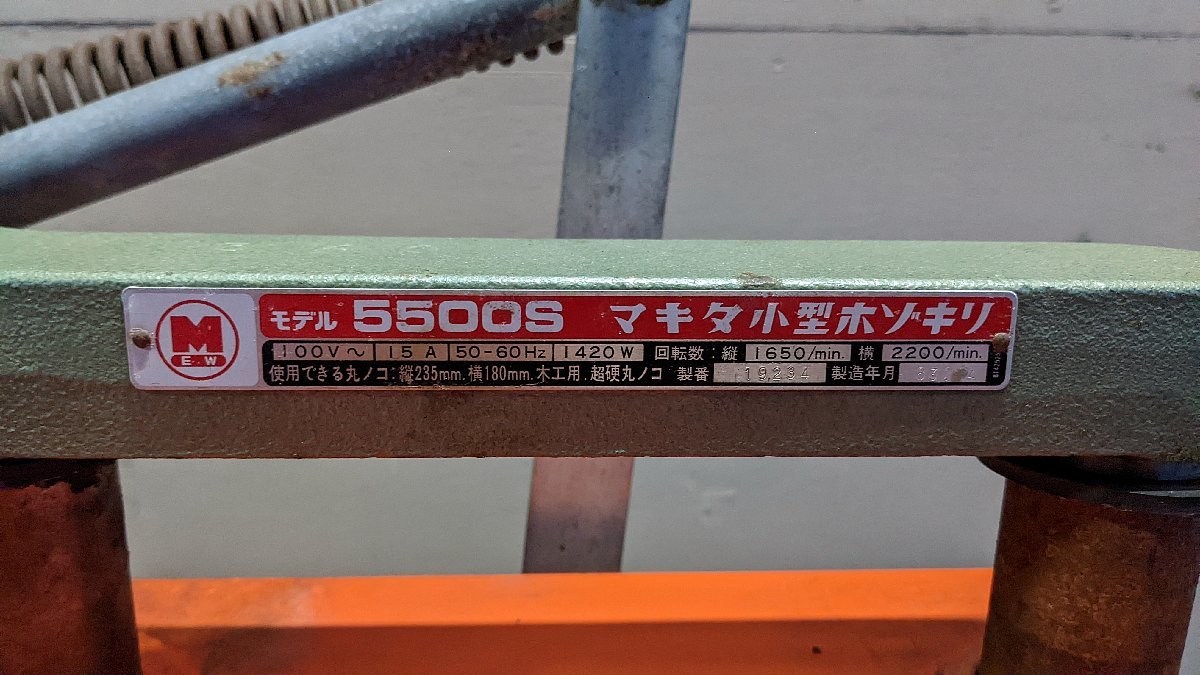 M
E.W
モデル 5500S マキタ小型ホゾキリ
100V～ 15A 50-60Hz 1420W 回転数:縦 1650/min. 横 2200/min.
使用できる丸ノコ:縦235mm.横180mm.木工用.超硬丸ノコ 製番 19294 製造年月